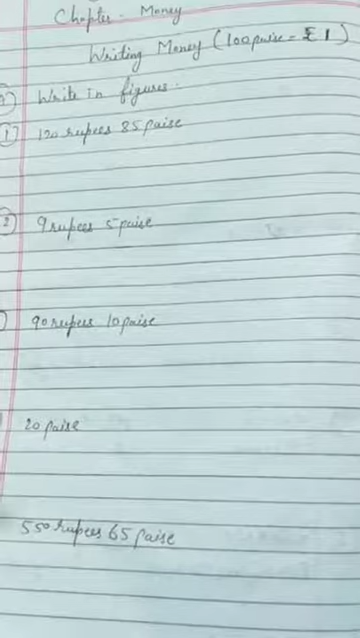 Chapter - Money
Writing Money (100 paise = ₹ 1)
Write in figures.
1) 120 rupees 85 paise
2) 9 rupees 5 paise
90 rupees 10 paise
20 paise
550 rupees 65 paise